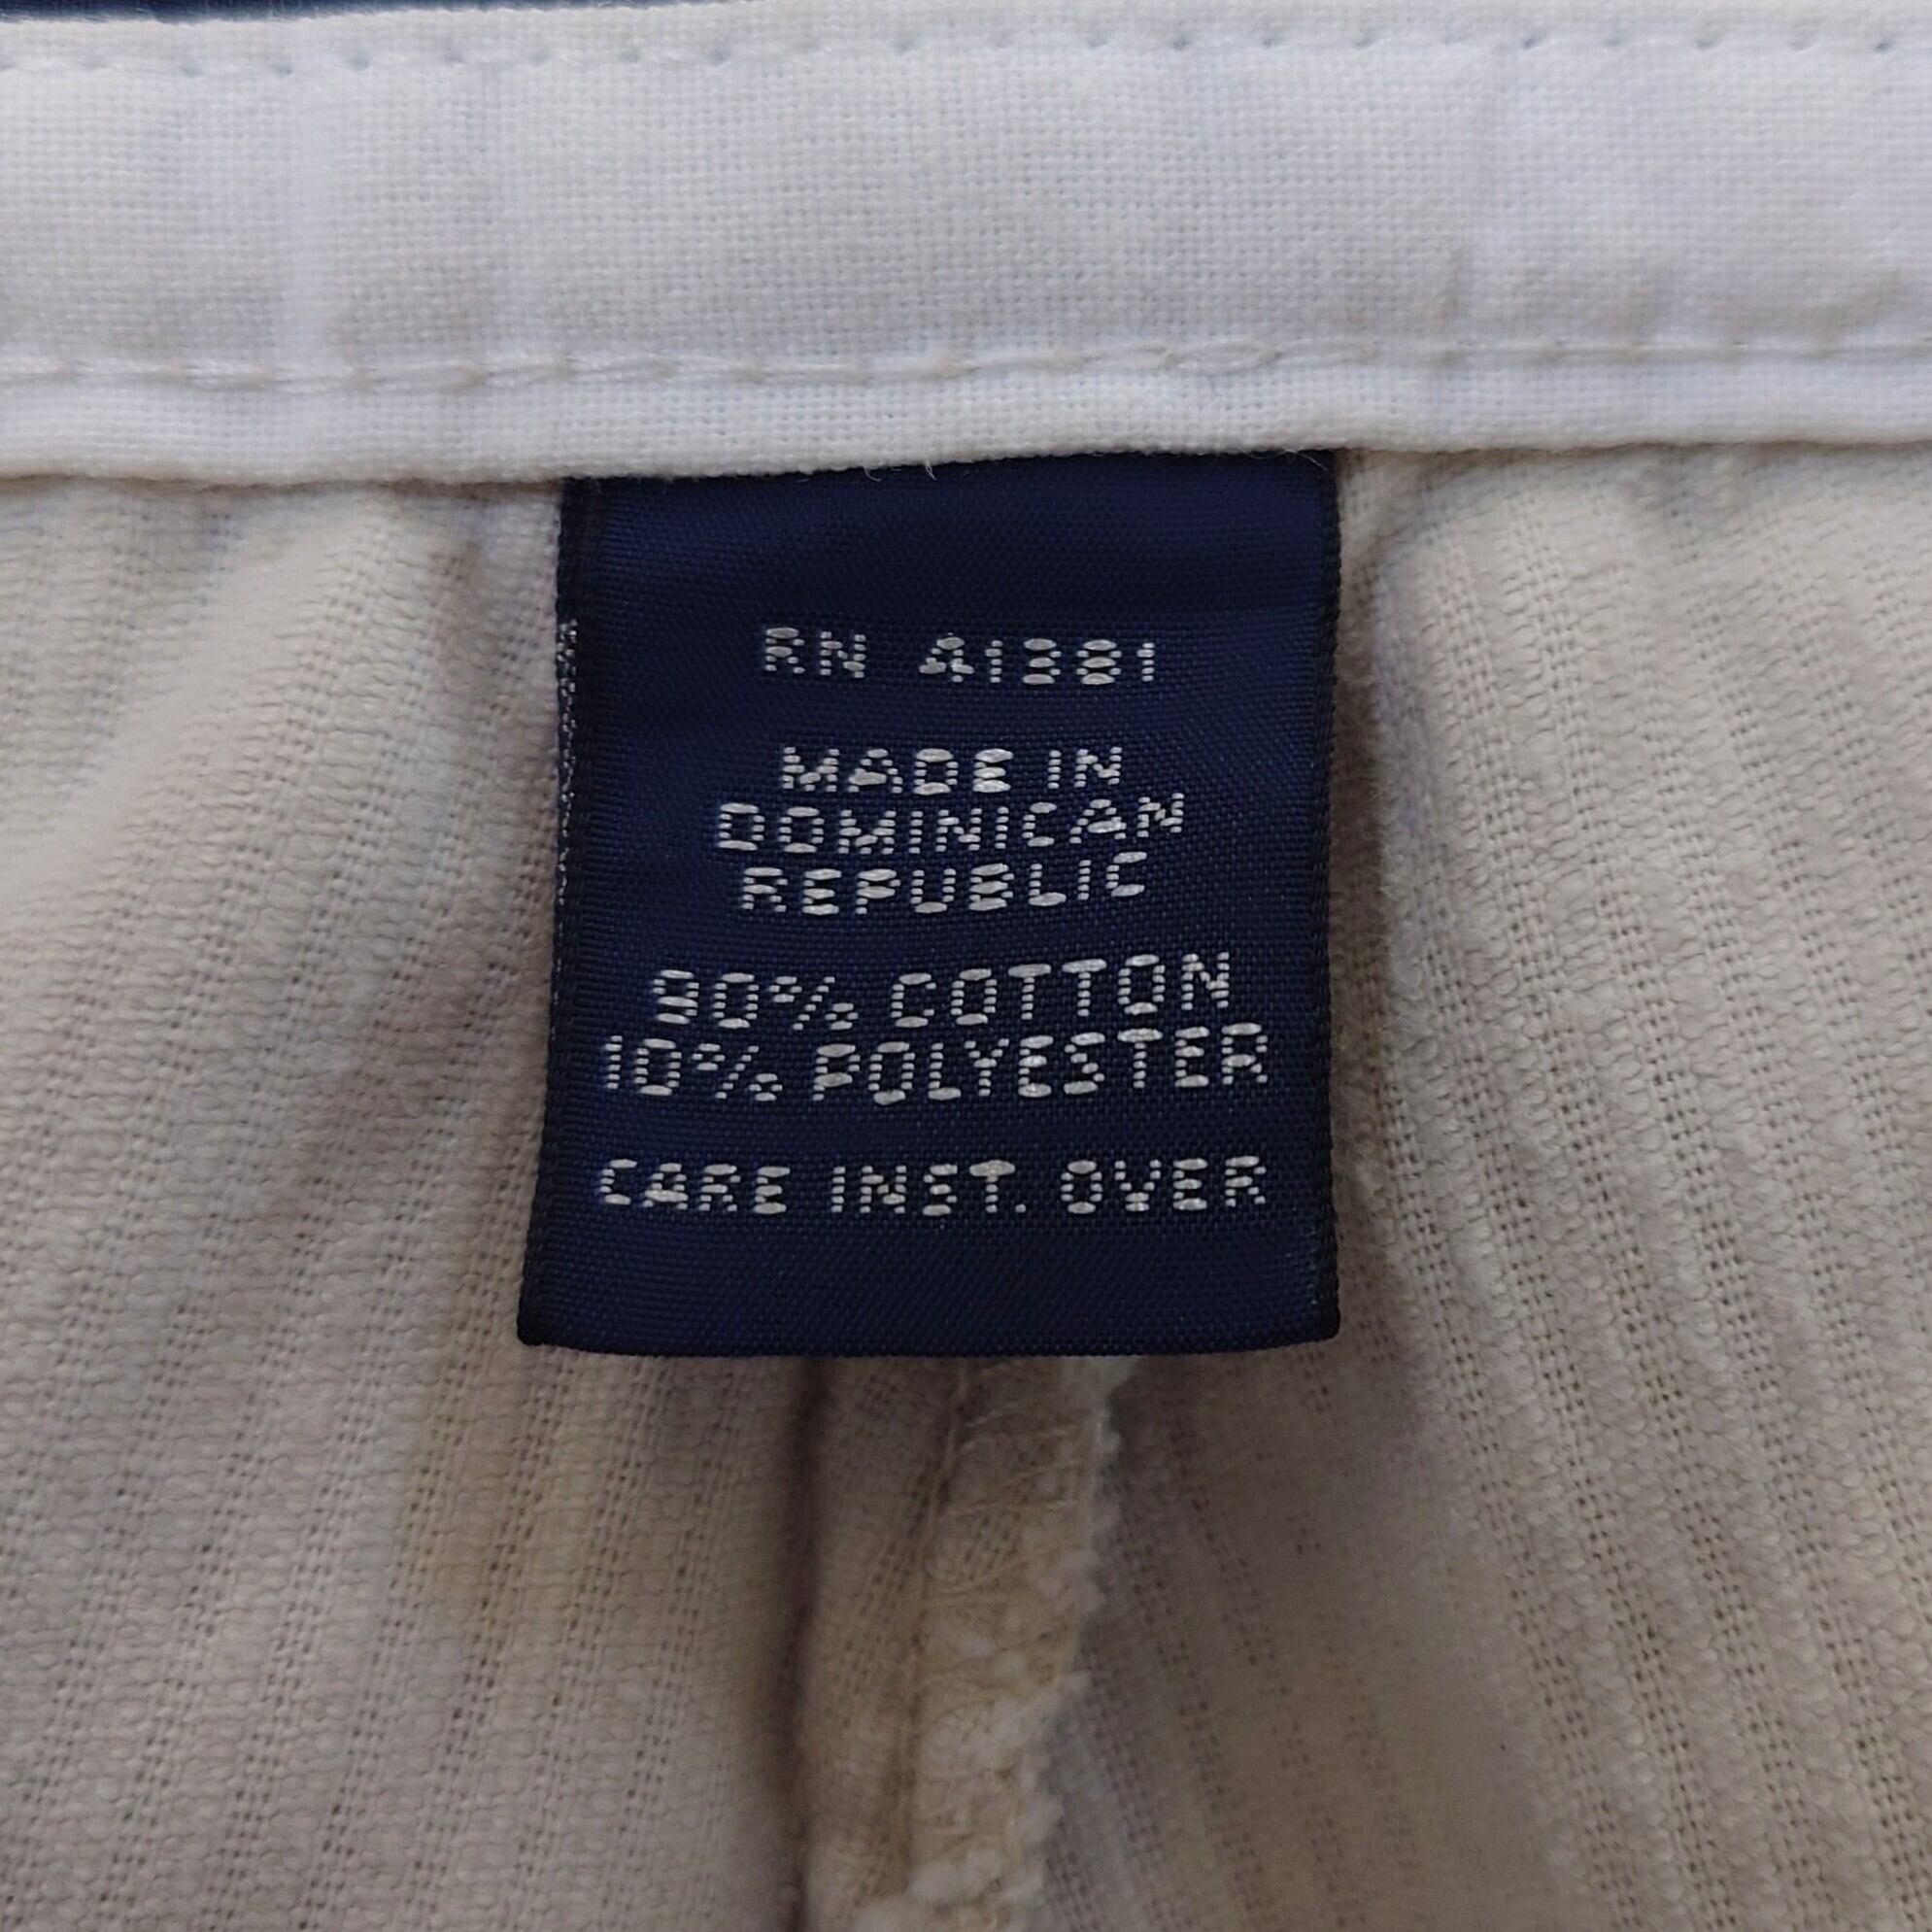 RN 41381
MADE IN
DOMINICAN
REPUBLIC
90% COTTON
10% POLYESTER
CARE INST. OVER